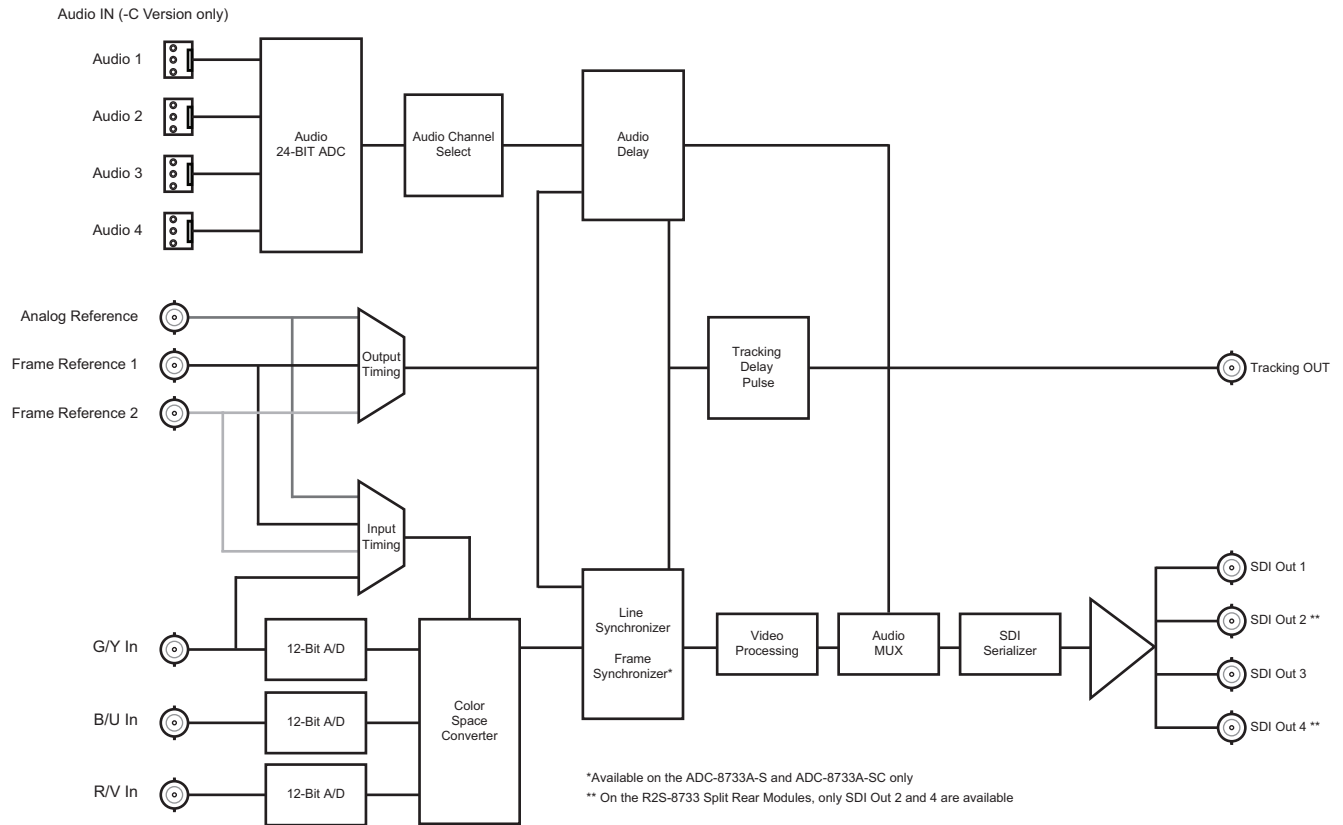 Audio IN (-C Version only)
Audio 1
Audio 2
Audio 3
Audio 4
Audio
24-BIT ADC
Audio Channel
Select
Audio
Delay
Analog Reference
Frame Reference 1
Frame Reference 2
Output
Timing
Tracking
Delay
Pulse
Tracking OUT
Input
Timing
G/Y In
B/U In
R/V In
12-Bit A/D
12-Bit A/D
12-Bit A/D
Color
Space
Converter
Line
Synchronizer
Frame
Synchronizer*
Video
Processing
Audio
MUX
SDI
Serializer
SDI Out 1
SDI Out 2 **
SDI Out 3
SDI Out 4 **
*Available on the ADC-8733A-S and ADC-8733A-SC only
** On the R2S-8733 Split Rear Modules, only SDI Out 2 and 4 are available